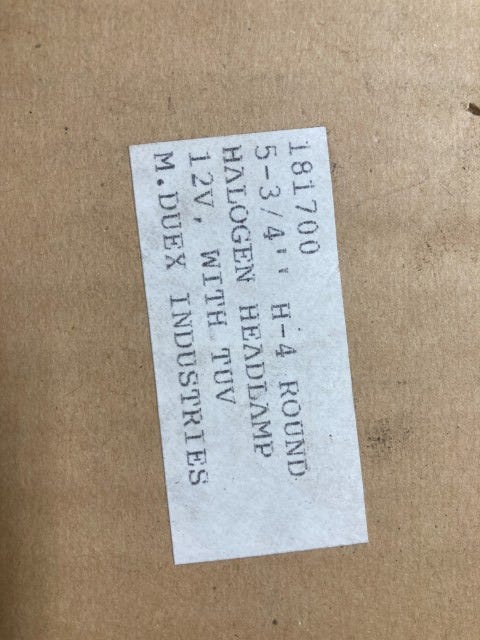 181700
5-3/4'' H-4 ROUND
HALOGEN HEADLAMP
12V, WITH TUV
M.DUEX INDUSTRIES